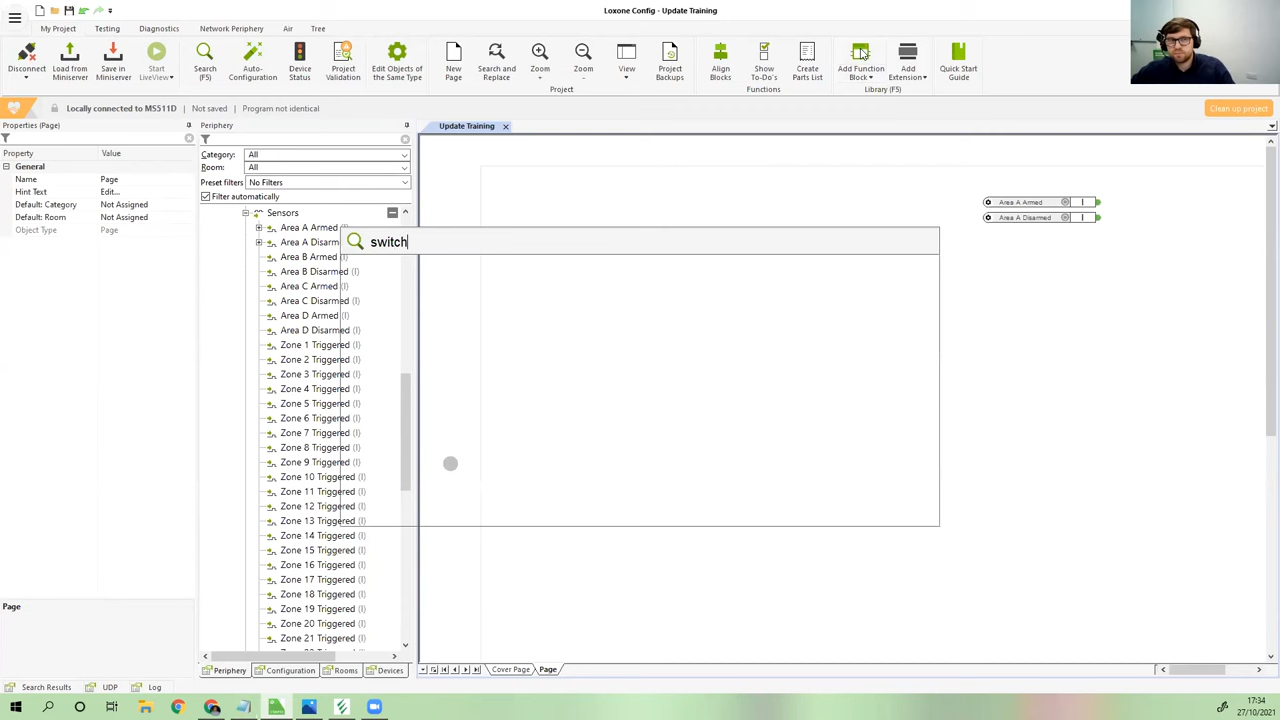 Loxone Config - Update Training
My Project
Testing
Diagnostics
Network Periphery
Air
Tree
Disconnect
Load from Miniserver
Save in Miniserver
Start LiveView
Search (F5)
Auto-Configuration
Device Status
Project Validation
Edit Objects of the Same Type
New Page
Search and Replace
Zoom +
Zoom -
View
Project Backups
Align Blocks
Show To-Do's
Create Parts List
Add Function Block
Add Extension
Quick Start Guide
Project
Functions
Library (F5)
Locally connected to MS511D
Not saved
Program not identical
Clean up project
Properties (Page)
Periphery
Update Training
Property
Value
General
Name
Page
Hint Text
Edit...
Default: Category
Not Assigned
Default: Room
Not Assigned
Object Type
Page
Category:
All
Room:
All
Preset filters
No Filters
Filter automatically
Sensors
Area A Armed
Area A Disarm
Area B Armed (I)
Area B Disarmed (I)
Area C Armed (I)
Area C Disarmed (I)
Area D Armed (I)
Area D Disarmed (I)
Zone 1 Triggered (I)
Zone 2 Triggered (I)
Zone 3 Triggered (I)
Zone 4 Triggered (I)
Zone 5 Triggered (I)
Zone 6 Triggered (I)
Zone 7 Triggered (I)
Zone 8 Triggered (I)
Zone 9 Triggered (I)
Zone 10 Triggered (I)
Zone 11 Triggered (I)
Zone 12 Triggered (I)
Zone 13 Triggered (I)
Zone 14 Triggered (I)
Zone 15 Triggered (I)
Zone 16 Triggered (I)
Zone 17 Triggered (I)
Zone 18 Triggered (I)
Zone 19 Triggered (I)
Zone 20 Triggered (I)
Zone 21 Triggered (I)
switch
Area A Armed
Area A Disarmed
Page
Periphery
Configuration
Rooms
Devices
Cover Page
Page
Search Results
UDP
Log
17:34
27/10/2021